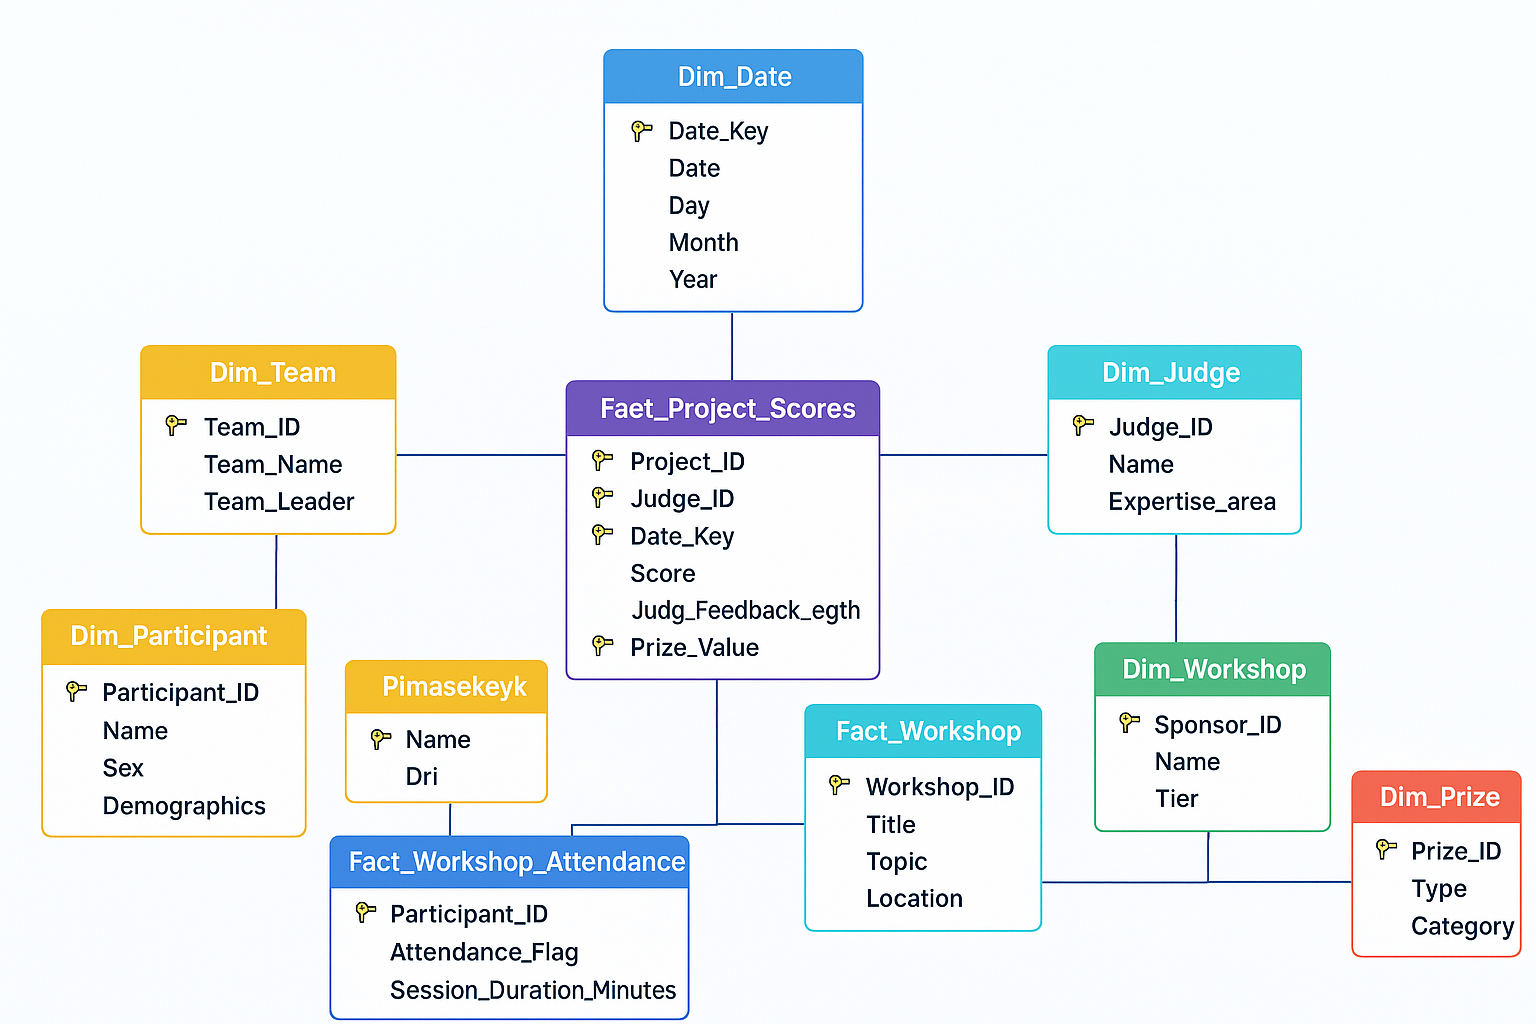 Dim_Date
Date_Key
Date
Day
Month
Year
Dim_Team
Team_ID
Team_Name
Team_Leader
Faet_Project_Scores
Project_ID
Judge_ID
Date_Key
Score
Judg_Feedback_egth
Prize_Value
Dim_Judge
Judge_ID
Name
Expertise_area
Dim_Participant
Participant_ID
Name
Sex
Demographics
Pimasekeyk
Name
Dri
Fact_Workshop_Attendance
Participant_ID
Attendance_Flag
Session_Duration_Minutes
Fact_Workshop
Workshop_ID
Title
Topic
Location
Dim_Workshop
Sponsor_ID
Name
Tier
Dim_Prize
Prize_ID
Type
Category